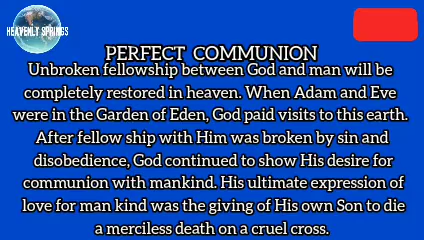 HEAVENLY SPRINGS
PERFECT COMMUNION
Unbroken fellowship between God and man will be
completely restored in heaven. When Adam and Eve
were in the Garden of Eden, God paid visits to this earth.
After fellow ship with Him was broken by sin and
disobedience, God continued to show His desire for
communion with mankind. His ultimate expression of
love for man kind was the giving of His own Son to die
a merciless death on a cruel cross.